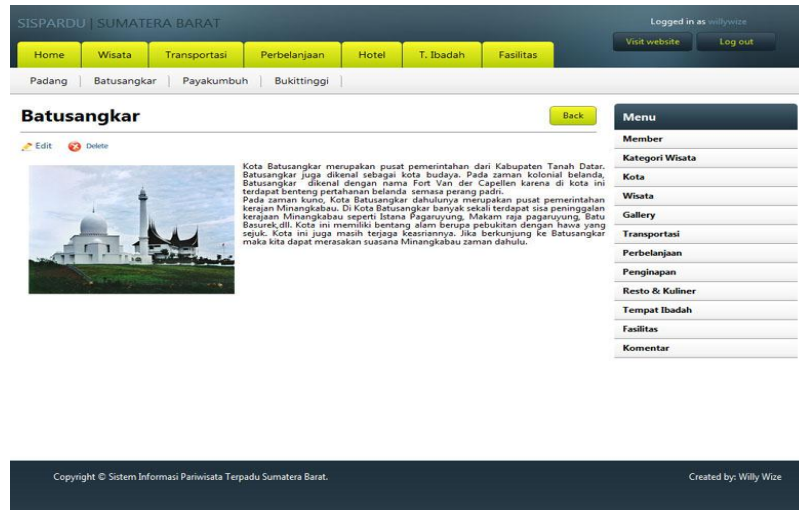 SISPARDU | SUMATERA BARAT
Logged in as willywize
Visit website Log out
Home Wisata Transportasi Perbelanjaan Hotel T. Ibadah Fasilitas
Padang Batusangkar Payakumbuh Bukittinggi
Batusangkar
Back
Edit Delete
Kota Batusangkar merupakan pusat pemerintahan dari Kabupaten Tanah Datar.
Batusangkar juga dikenal sebagai kota budaya. Pada zaman kolonial belanda,
Batusangkar dikenal dengan nama Fort Van der Capellen karena di kota ini
terdapat benteng pertahanan belanda semasa perang padri.
Pada zaman kuno, Kota Batusangkar dahulunya merupakan pusat pemerintahan
kerajan Minangkabau. Di Kota Batusangkar banyak sekali terdapat sisa peninggalan
kerajaan Minangkabau seperti Istana Pagaruyung, Makam raja pagaruyung, Batu
Basurek,dll. Kota ini memiliki bentang alam berupa pebukitan dengan hawa yang
sejuk. Kota ini juga masih terjaga keasriannya. Jika berkunjung ke Batusangkar
maka kita dapat merasakan suasana Minangkabau zaman dahulu.
Menu
Member
Kategori Wisata
Kota
Wisata
Gallery
Transportasi
Perbelanjaan
Penginapan
Resto & Kuliner
Tempat Ibadah
Fasilitas
Komentar
Copyright © Sistem Informasi Pariwisata Terpadu Sumatera Barat.
Created by: Willy Wize